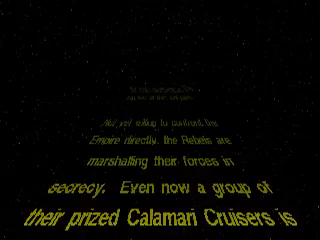 Not yet willing to confront the
Empire directly, the Rebels are
marshalling their forces in
secrecy. Even now a group of
their prized Calamari Cruisers is